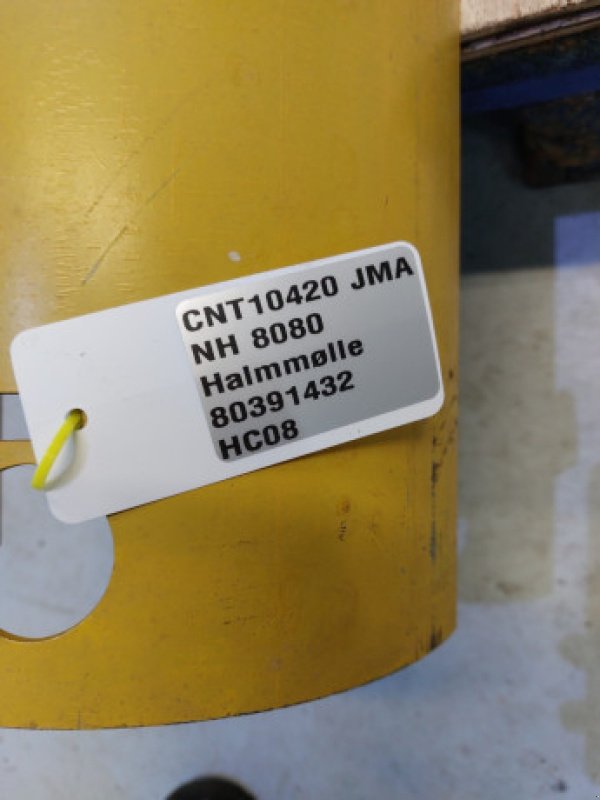 CNT10420 JMA
NH 8080
Halmmølle
80391432
HC08